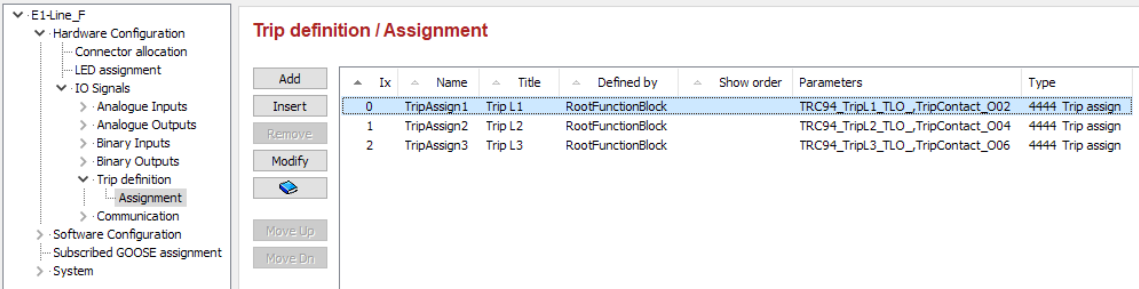 E1-Line_F
Hardware Configuration
Connector allocation
LED assignment
IO Signals
Analogue Inputs
Analogue Outputs
Binary Inputs
Binary Outputs
Trip definition
Assignment
Communication
Software Configuration
Subscribed GOOSE assignment
System
Trip definition / Assignment
Add
Insert
Remove
Modify
Move Up
Move Dn
Ix Name Title Defined by Show order Parameters Type
0 TripAssign1 Trip L1 RootFunctionBlock TRC94_TripL1_TLO_,TripContact_O02 4444 Trip assign
1 TripAssign2 Trip L2 RootFunctionBlock TRC94_TripL2_TLO_,TripContact_O04 4444 Trip assign
2 TripAssign3 Trip L3 RootFunctionBlock TRC94_TripL3_TLO_,TripContact_O06 4444 Trip assign